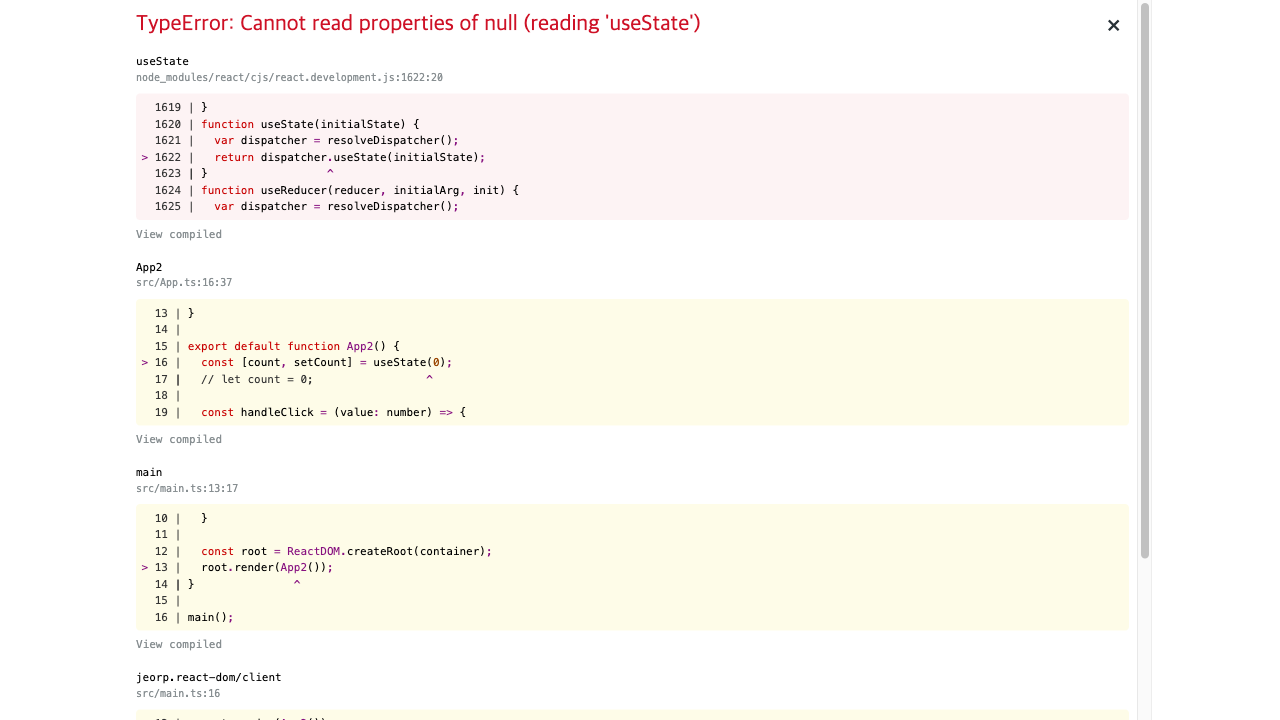 TypeError: Cannot read properties of null (reading 'useState')
×
useState
node_modules/react/cjs/react.development.js:1622:20
  1619 | }
  1620 | function useState(initialState) {
  1621 |   var dispatcher = resolveDispatcher();
> 1622 |   return dispatcher.useState(initialState);
  1623 | }                  ^
  1624 | function useReducer(reducer, initialArg, init) {
  1625 |   var dispatcher = resolveDispatcher();
View compiled
App2
src/App.ts:16:37
  13 | }
  14 |
  15 | export default function App2() {
> 16 |   const [count, setCount] = useState(0);
  17 |   // let count = 0;                 ^
  18 |
  19 |   const handleClick = (value: number) => {
View compiled
main
src/main.ts:13:17
  10 |   }
  11 |
  12 |   const root = ReactDOM.createRoot(container);
> 13 |   root.render(App2());
  14 | }               ^
  15 |
  16 | main();
View compiled
jeorp.react-dom/client
src/main.ts:16